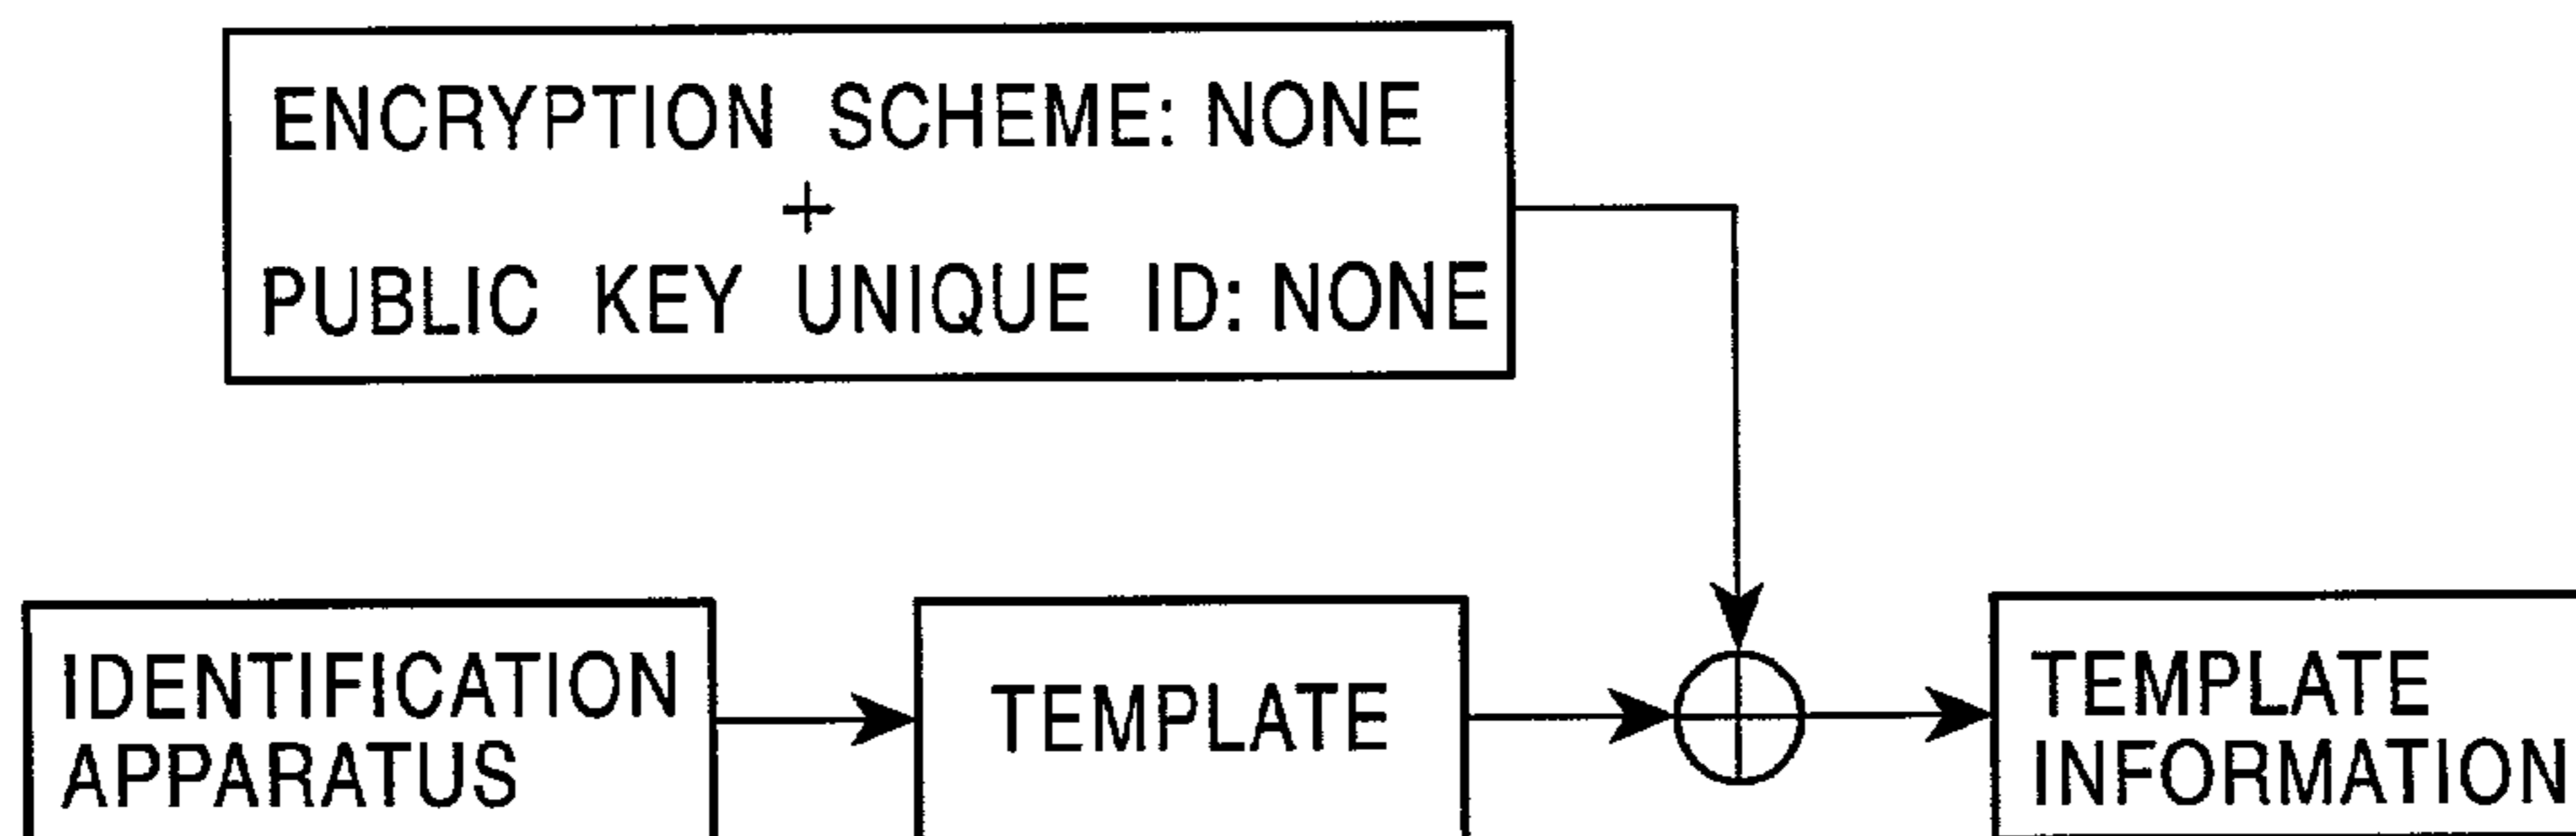 ENCRYPTION SCHEME: NONE
+
PUBLIC KEY UNIQUE ID: NONE
IDENTIFICATION
APPARATUS
TEMPLATE
TEMPLATE
INFORMATION